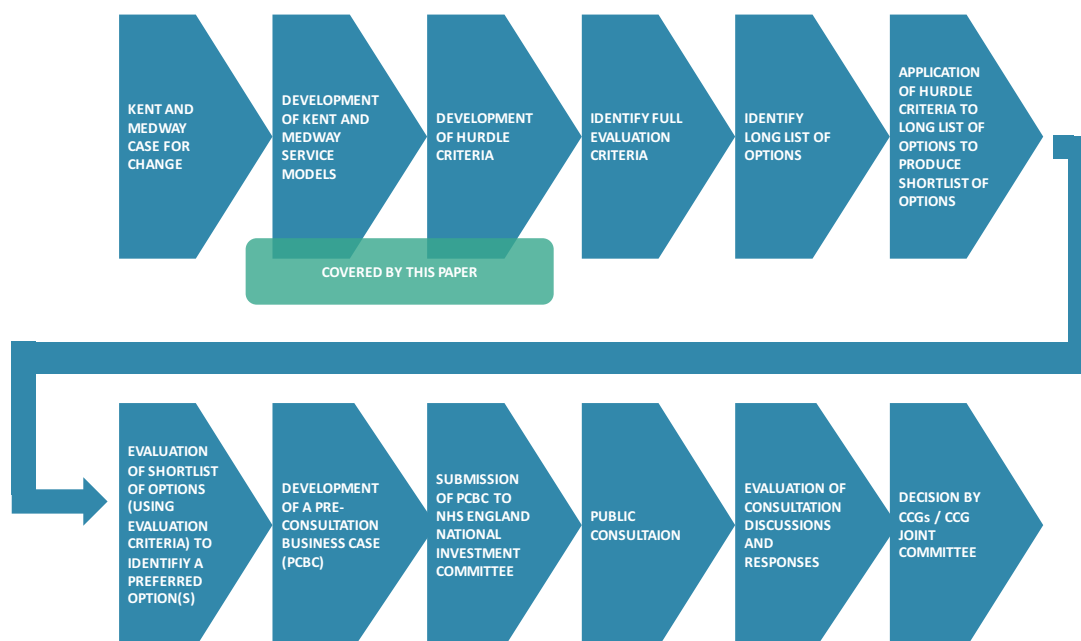 KENT AND
MEDWAY
CASE FOR
CHANGE
DEVELOPMENT
OF KENT AND
MEDWAY
SERVICE
MODELS
DEVELOPMENT
OF HURDLE
CRITERIA
IDENTIFY FULL
EVALUATION
CRITERIA
IDENTIFY
LONG LIST OF
OPTIONS
APPLICATION
OF HURDLE
CRITERIA TO
LONG LIST OF
OPTIONS TO
PRODUCE
SHORTLIST OF
OPTIONS
COVERED BY THIS PAPER
EVALUATION
OF SHORTLIST
OF OPTIONS
(USING
EVALUATION
CRITERIA) TO
IDENTIFIY A
PREFERRED
OPTION(S)
DEVELOPMENT
OF A PRE-
CONSULTATION
BUSINESS CASE
(PCBC)
SUBMISSION
OF PCBC TO
NHS ENGLAND
NATIONAL
INVESTMENT
COMMITTEE
PUBLIC
CONSULTAION
EVALUATION OF
CONSULTATION
DISCUSSIONS
AND
RESPONSES
DECISION BY
CCGs / CCG
JOINT
COMMITTEE